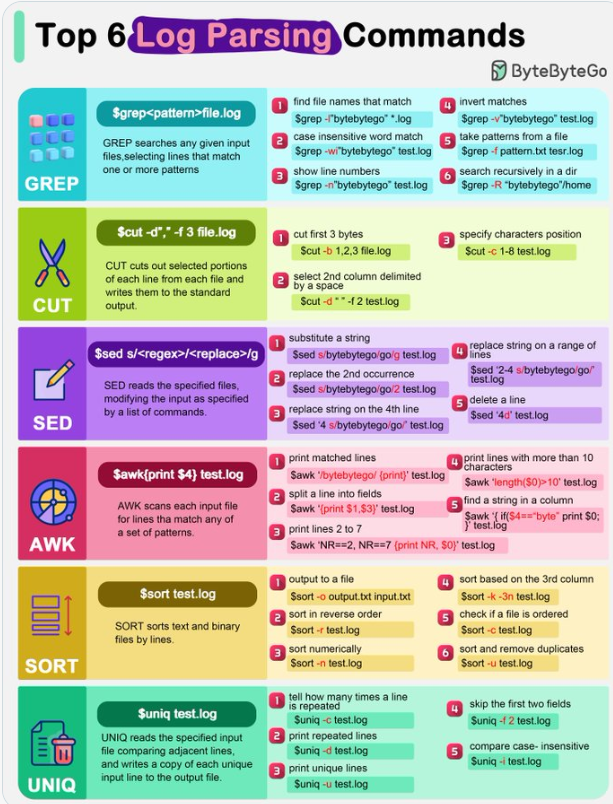 Top 6 Log Parsing Commands
ByteByteGo
GREP
$grep<pattern>file.log
GREP searches any given input
files,selecting lines that match
one or more patterns
1 find file names that match
$grep -l"bytebytego" *.log
2 case insensitive word match
$grep -wi"bytebytego" test.log
3 show line numbers
$grep -n"bytebytego" test.log
4 invert matches
$grep -v"bytebytego" test.log
5 take patterns from a file
$grep -f pattern.txt tesr.log
6 search recursively in a dir
$grep -R "bytebytego"/home
CUT
$cut -d"," -f 3 file.log
CUT cuts out selected portions
of each line from each file and
writes them to the standard
output.
1 cut first 3 bytes
$cut -b 1,2,3 file.log
2 select 2nd column delimited
by a space
$cut -d " " -f 2 test.log
3 specify characters position
$cut -c 1-8 test.log
SED
$sed s/<regex>/<replace>/g
SED reads the specified files,
modifying the input as specified
by a list of commands.
1 substitute a string
$sed s/bytebytego/go/g test.log
2 replace the 2nd occurrence
$sed s/bytebytego/go/2 test.log
3 replace string on the 4th line
$sed '4 s/bytebytego/go/' test.log
4 replace string on a range of
lines
$sed '2-4 s/bytebytego/go/'
test.log
5 delete a line
$sed '4d' test.log
AWK
$awk{print $4} test.log
AWK scans each input file
for lines tha match any of
a set of patterns.
1 print matched lines
$awk '/bytebytego/ {print}' test.log
2 split a line into fields
$awk '{print $1,$3}' test.log
3 print lines 2 to 7
$awk 'NR==2, NR==7 {print NR, $0}' test.log
4 print lines with more than 10
characters
$awk 'length($0)>10' test.log
5 find a string in a column
$awk '{ if($4=="byte") print $0;
}' test.log
SORT
$sort test.log
SORT sorts text and binary
files by lines.
1 output to a file
$sort -o output.txt input.txt
2 sort in reverse order
$sort -r test.log
3 sort numerically
$sort -n test.log
4 sort based on the 3rd column
$sort -k -3n test.log
5 check if a file is ordered
$sort -c test.log
6 sort and remove duplicates
$sort -u test.log
UNIQ
$uniq test.log
UNIQ reads the specified input
file comparing adjacent lines,
and writes a copy of each unique
input line to the output file.
1 tell how many times a line
is repeated
$uniq -c test.log
2 print repeated lines
$uniq -d test.log
3 print unique lines
$uniq -u test.log
4 skip the first two fields
$uniq -f 2 test.log
5 compare case- insensitive
$uniq -i test.log